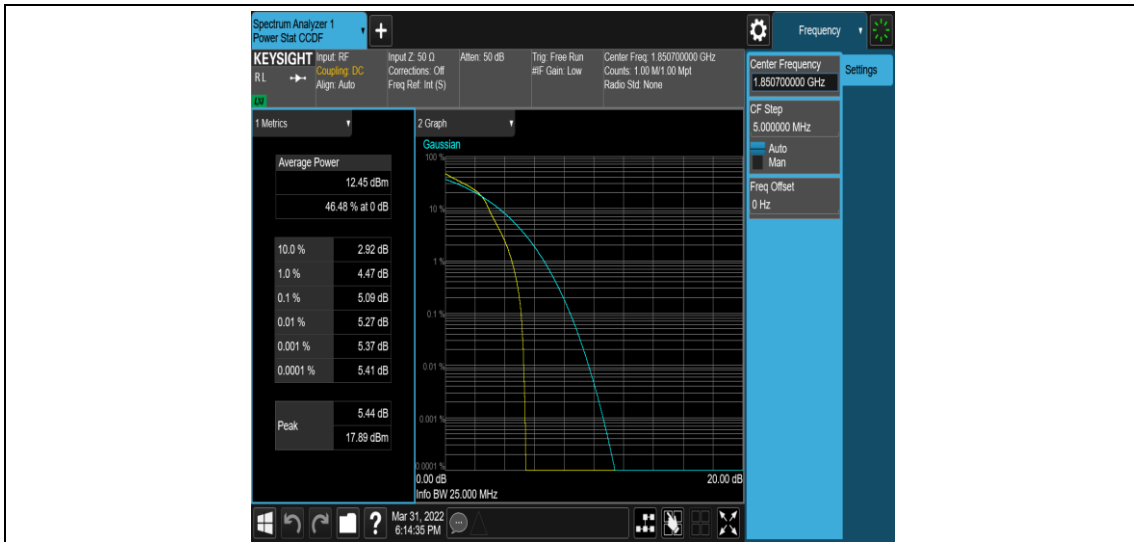 Spectrum Analyzer 1
Power Stat CCDF
+
Frequency
KEYSIGHT
RL
LXI
Input: RF
Coupling: DC
Align: Auto
Input Z: 50 Ω
Corrections: Off
Freq Ref: Int (S)
Atten: 50 dB
Trig: Free Run
#IF Gain: Low
Center Freq: 1.850700000 GHz
Counts: 1.00 M/1.00 Mpt
Radio Std: None
Center Frequency
1.850700000 GHz
Settings
CF Step
5.000000 MHz
Auto
Man
Freq Offset
0 Hz
1 Metrics
Average Power
12.45 dBm
46.48 % at 0 dB
10.0 % 2.92 dB
1.0 % 4.47 dB
0.1 % 5.09 dB
0.01 % 5.27 dB
0.001 % 5.37 dB
0.0001 % 5.41 dB
Peak
5.44 dB
17.89 dBm
2 Graph
Gaussian
100 %
10 %
1 %
0.1 %
0.01 %
0.001 %
0.0001 %
0.00 dB 20.00 dB
Info BW 25.000 MHz
?
Mar 31, 2022
6:14:35 PM